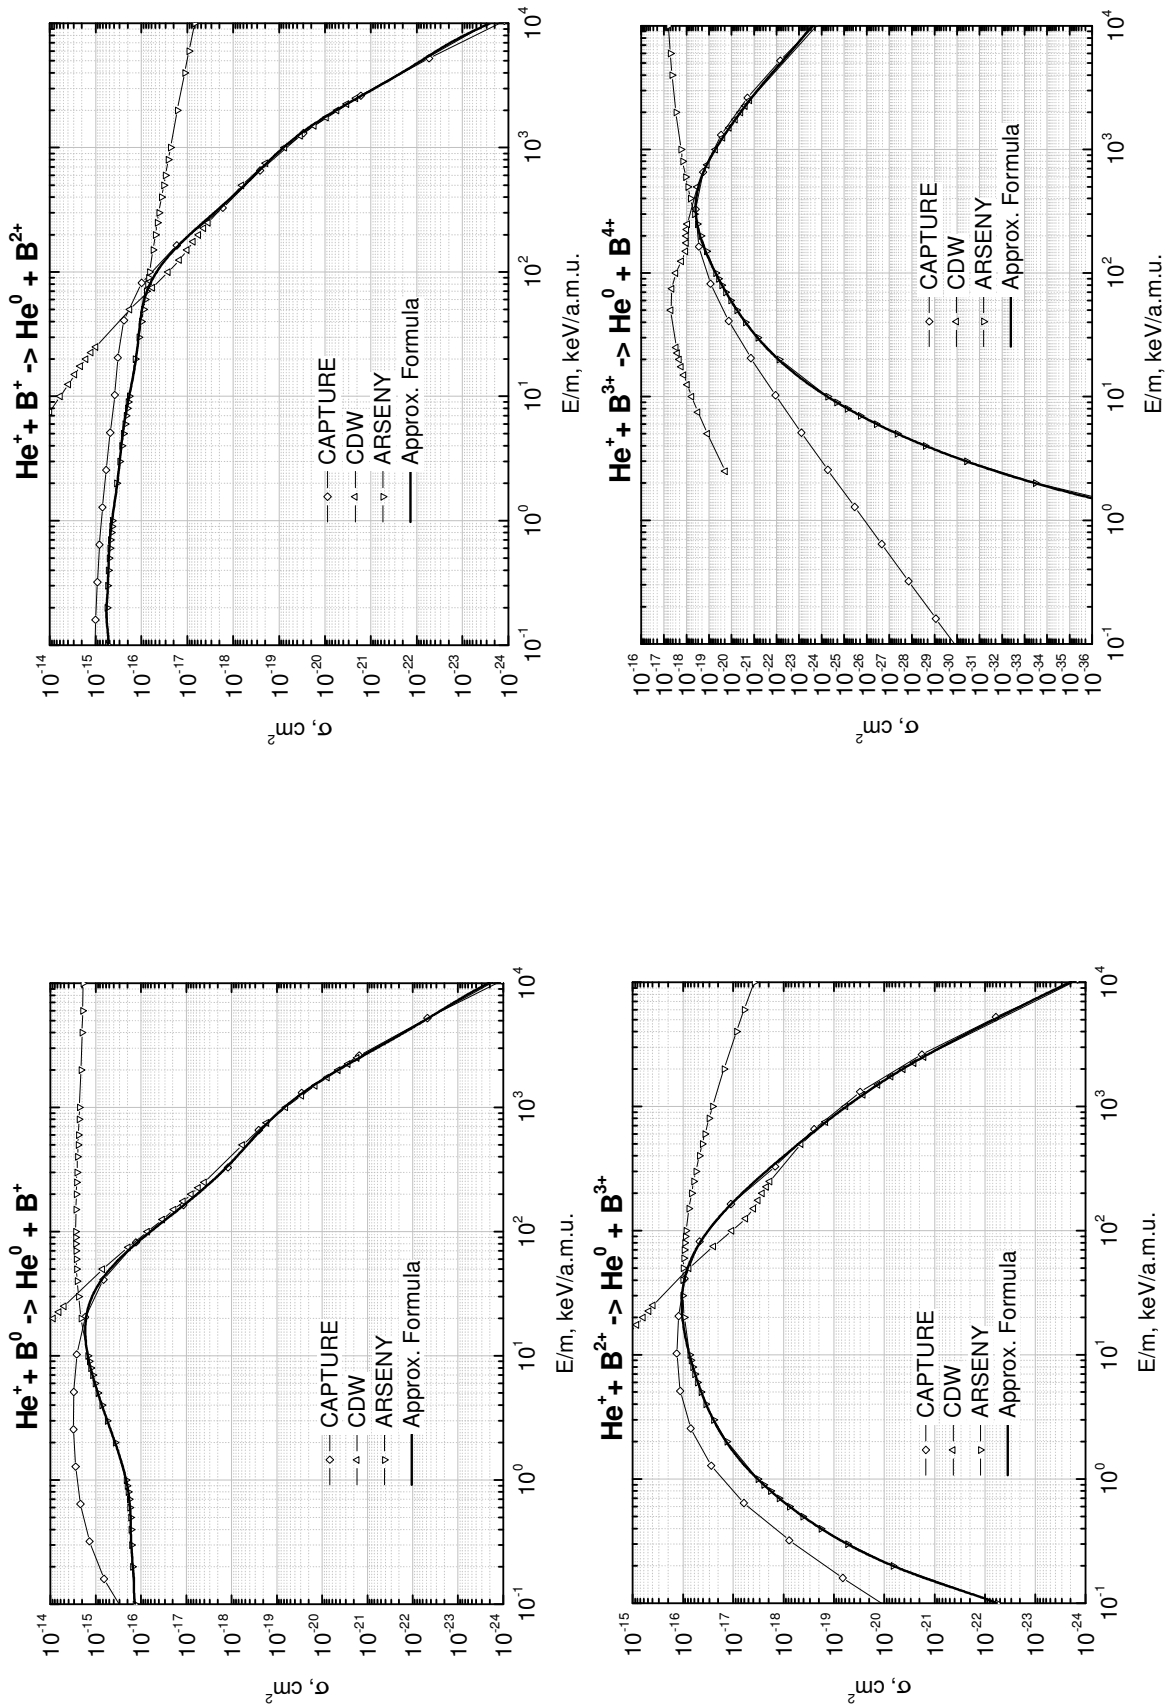 He⁺+ B⁰ -> He⁰ + B⁺
10⁻¹⁴
10⁻¹⁵
10⁻¹⁶
10⁻¹⁷
10⁻¹⁸
10⁻¹⁹
10⁻²⁰
10⁻²¹
10⁻²²
10⁻²³
10⁻²⁴
σ, cm²
CAPTURE
CDW
ARSENY
Approx. Formula
10⁻¹ 10⁰ 10¹ 10² 10³ 10⁴
E/m, keV/a.m.u.
He⁺+ B⁺ -> He⁰ + B²⁺
10⁻¹⁴
10⁻¹⁵
10⁻¹⁶
10⁻¹⁷
10⁻¹⁸
10⁻¹⁹
10⁻²⁰
10⁻²¹
10⁻²²
10⁻²³
10⁻²⁴
σ, cm²
CAPTURE
CDW
ARSENY
Approx. Formula
10⁻¹ 10⁰ 10¹ 10² 10³ 10⁴
E/m, keV/a.m.u.
He⁺+ B²⁺ -> He⁰ + B³⁺
10⁻¹⁵
10⁻¹⁶
10⁻¹⁷
10⁻¹⁸
10⁻¹⁹
10⁻²⁰
10⁻²¹
10⁻²²
10⁻²³
10⁻²⁴
σ, cm²
CAPTURE
CDW
ARSENY
Approx. Formula
10⁻¹ 10⁰ 10¹ 10² 10³ 10⁴
E/m, keV/a.m.u.
He⁺+ B³⁺ -> He⁰ + B⁴⁺
10⁻¹⁶
10⁻¹⁷
10⁻¹⁸
10⁻¹⁹
10⁻²⁰
10⁻²¹
10⁻²²
10⁻²³
10⁻²⁴
10⁻²⁵
10⁻²⁶
10⁻²⁷
10⁻²⁸
10⁻²⁹
10⁻³⁰
10⁻³¹
10⁻³²
10⁻³³
10⁻³⁴
10⁻³⁵
10⁻³⁶
σ, cm²
CAPTURE
CDW
ARSENY
Approx. Formula
10⁻¹ 10⁰ 10¹ 10² 10³ 10⁴
E/m, keV/a.m.u.